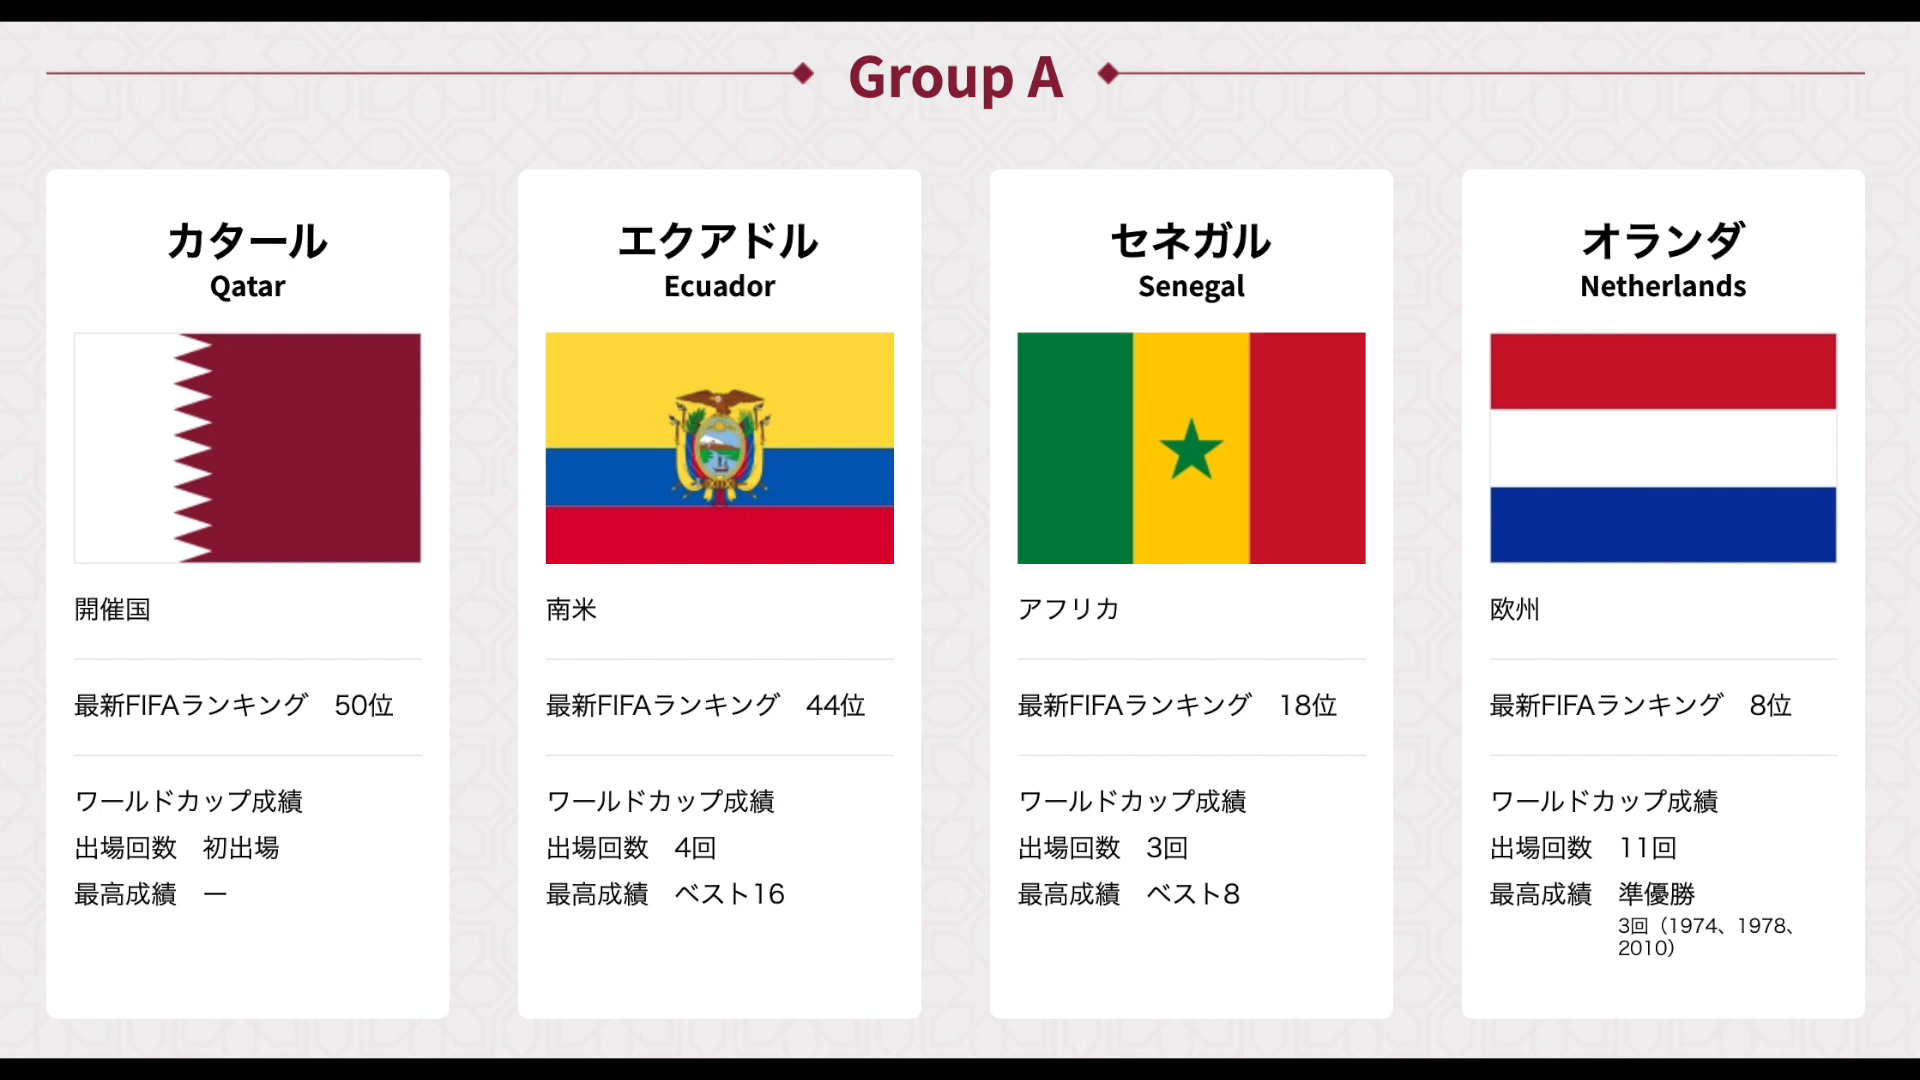 Group A
カタール
Qatar
開催国
最新FIFAランキング 50位
ワールドカップ成績
出場回数 初出場
最高成績 ―
エクアドル
Ecuador
南米
最新FIFAランキング 44位
ワールドカップ成績
出場回数 4回
最高成績 ベスト16
セネガル
Senegal
アフリカ
最新FIFAランキング 18位
ワールドカップ成績
出場回数 3回
最高成績 ベスト8
オランダ
Netherlands
欧州
最新FIFAランキング 8位
ワールドカップ成績
出場回数 11回
最高成績 準優勝
3回（1974、1978、
2010）